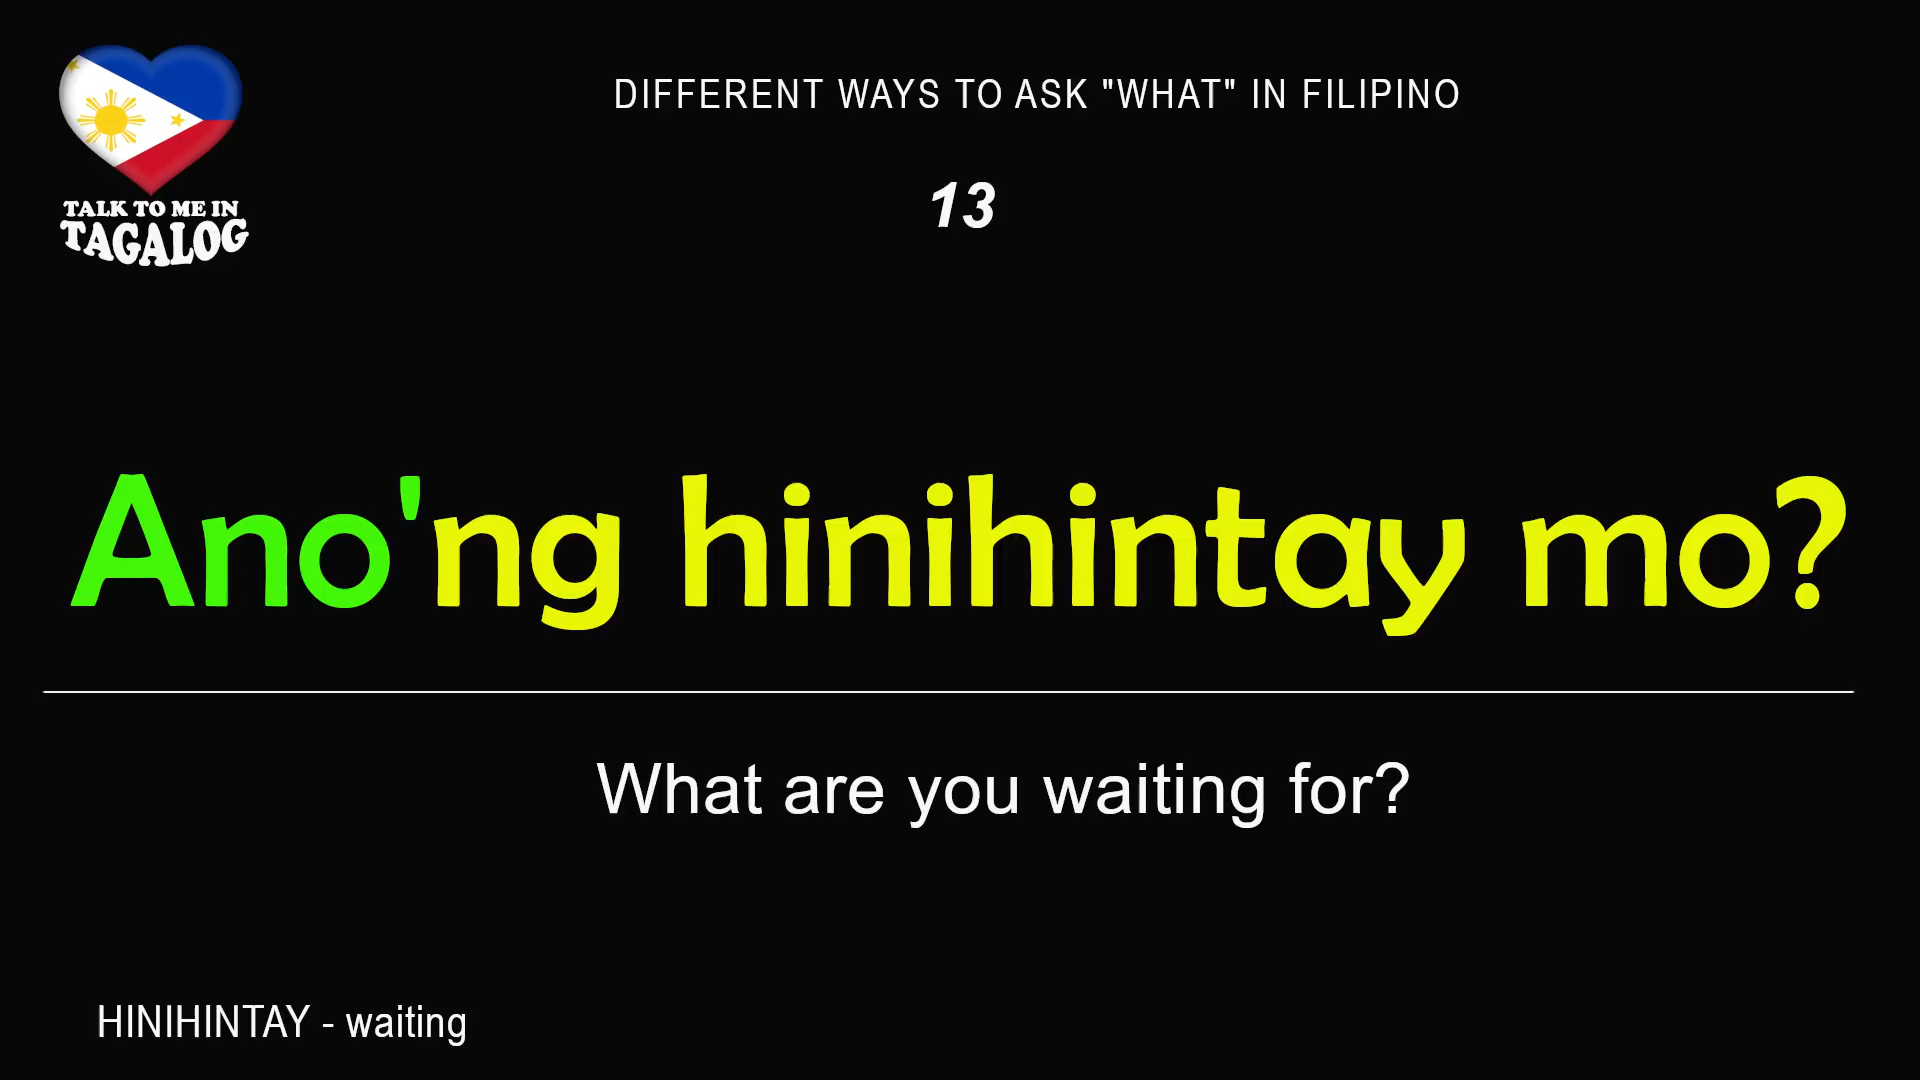 TALK TO ME IN
TAGALOG
DIFFERENT WAYS TO ASK "WHAT" IN FILIPINO
13
Ano'ng hinihintay mo?
What are you waiting for?
HINIHINTAY - waiting